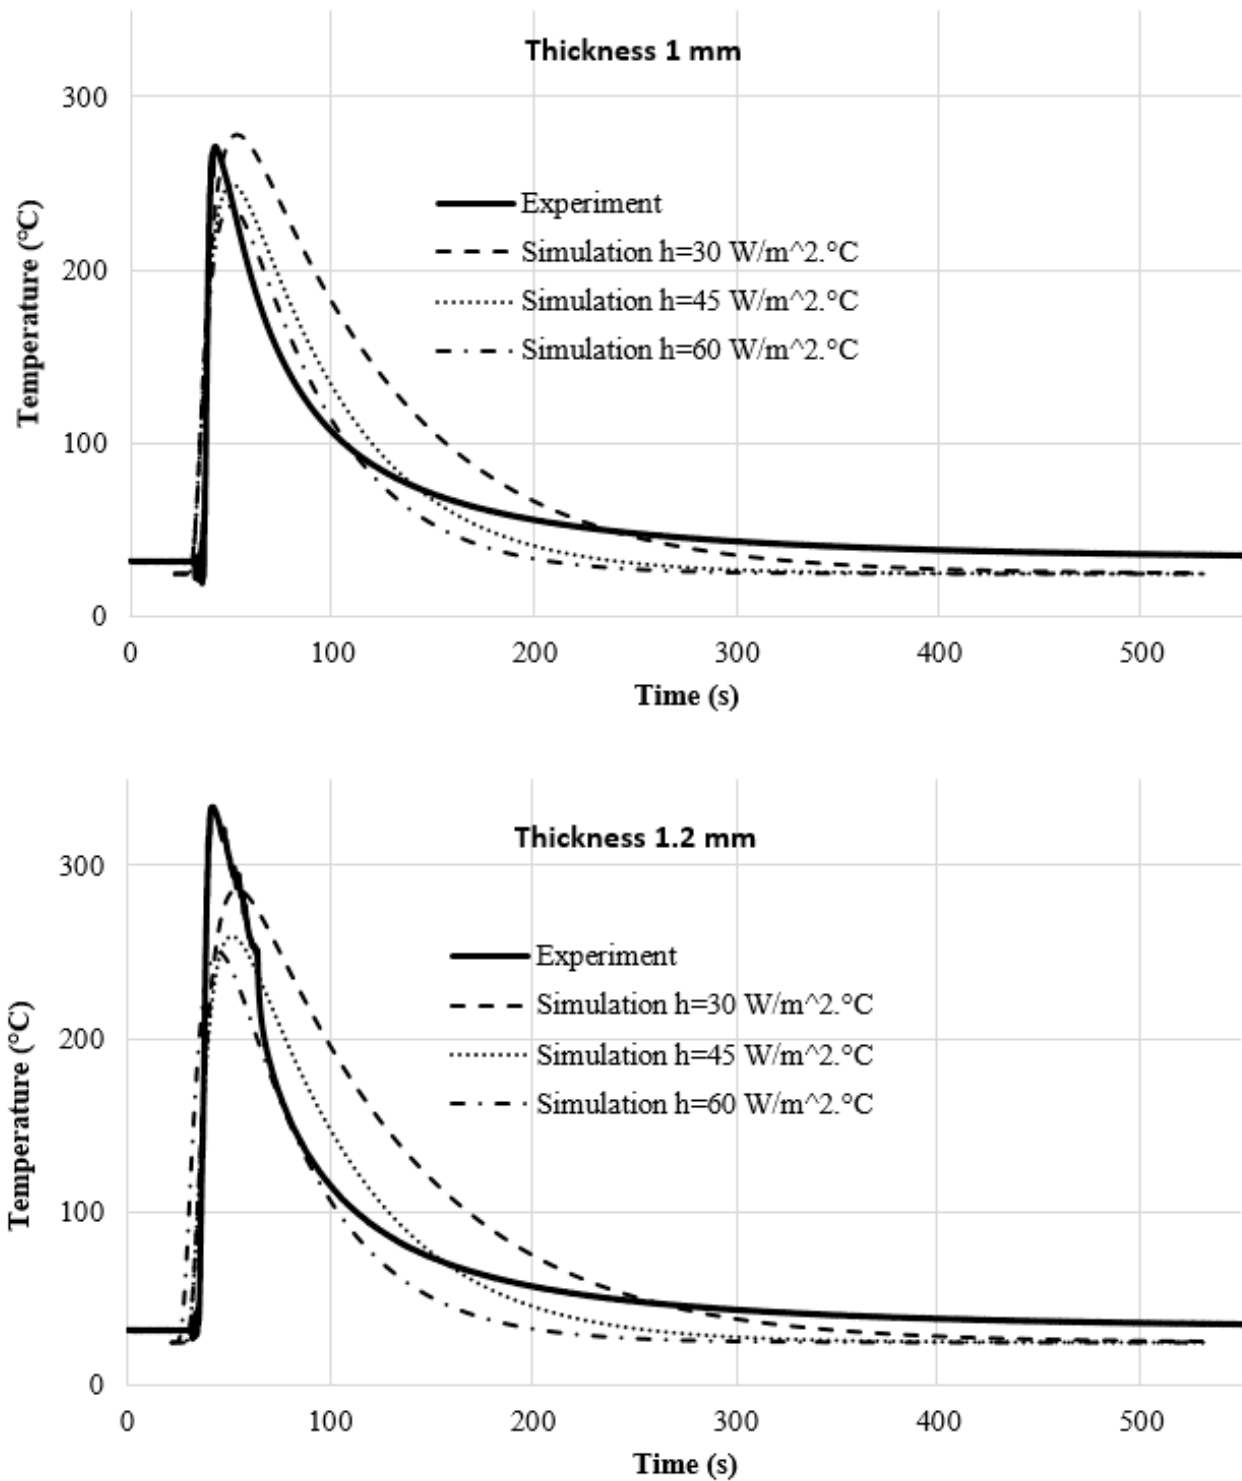 Thickness 1 mm
300
200
100
0
Temperature (°C)
Experiment
Simulation h=30 W/m^2.°C
Simulation h=45 W/m^2.°C
Simulation h=60 W/m^2.°C
0 100 200 300 400 500
Time (s)
Thickness 1.2 mm
300
200
100
0
Temperature (°C)
Experiment
Simulation h=30 W/m^2.°C
Simulation h=45 W/m^2.°C
Simulation h=60 W/m^2.°C
0 100 200 300 400 500
Time (s)